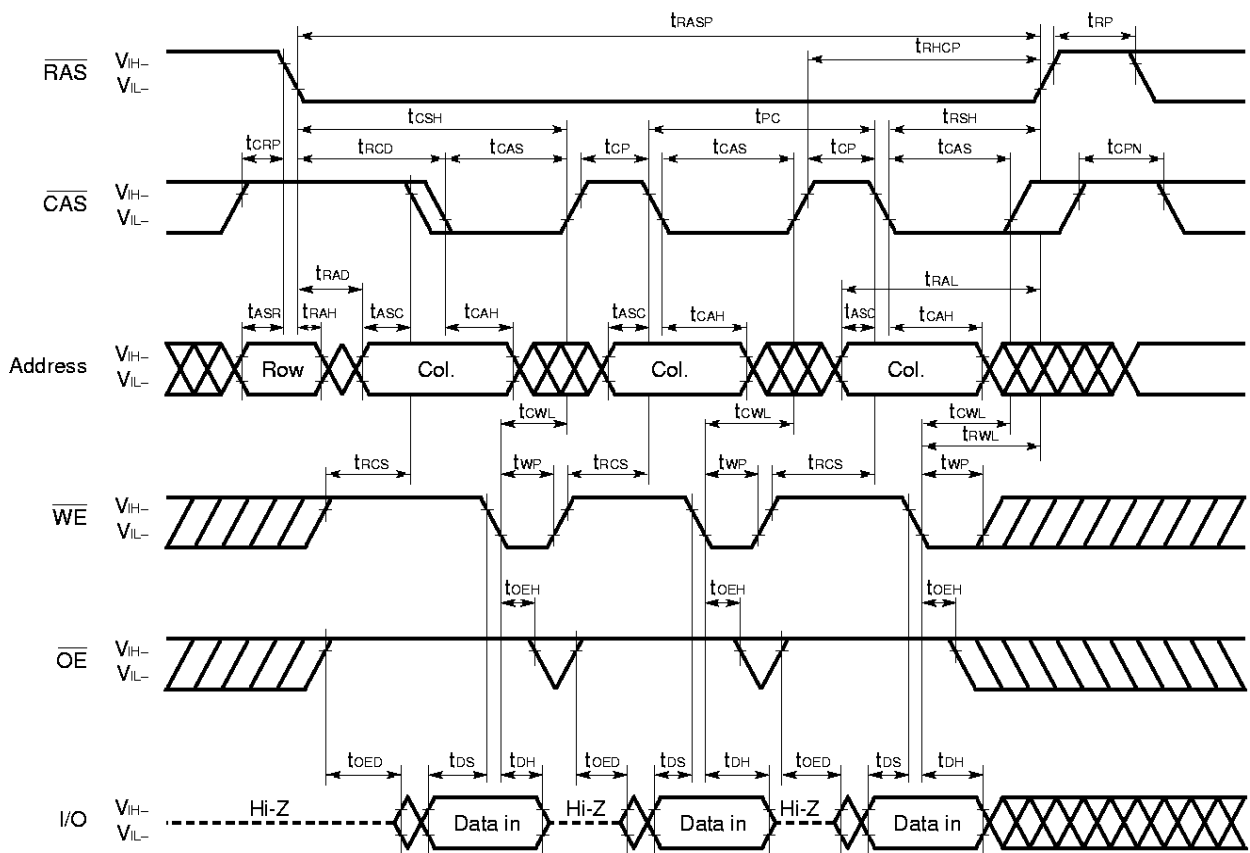 tRASP
tRP
tRHCP
RAS
VIH–
VIL–
tCSH
tPC
tRSH
tCRP
tRCD
tCAS
tCP
tCAS
tCP
tCAS
tCPN
CAS
VIH–
VIL–
tRAD
tRAL
tASR
tRAH
tASC
tCAH
tASC
tCAH
tASC
tCAH
Address
VIH–
VIL–
Row
Col.
Col.
Col.
tCWL
tCWL
tCWL
tRWL
tRCS
tWP
tRCS
tWP
tRCS
tWP
WE
VIH–
VIL–
tOEH
tOEH
tOEH
OE
VIH–
VIL–
tOED
tDS
tDH
tOED
tDS
tDH
tOED
tDS
tDH
I/O
VIH–
VIL–
Hi-Z
Data in
Hi-Z
Data in
Hi-Z
Data in